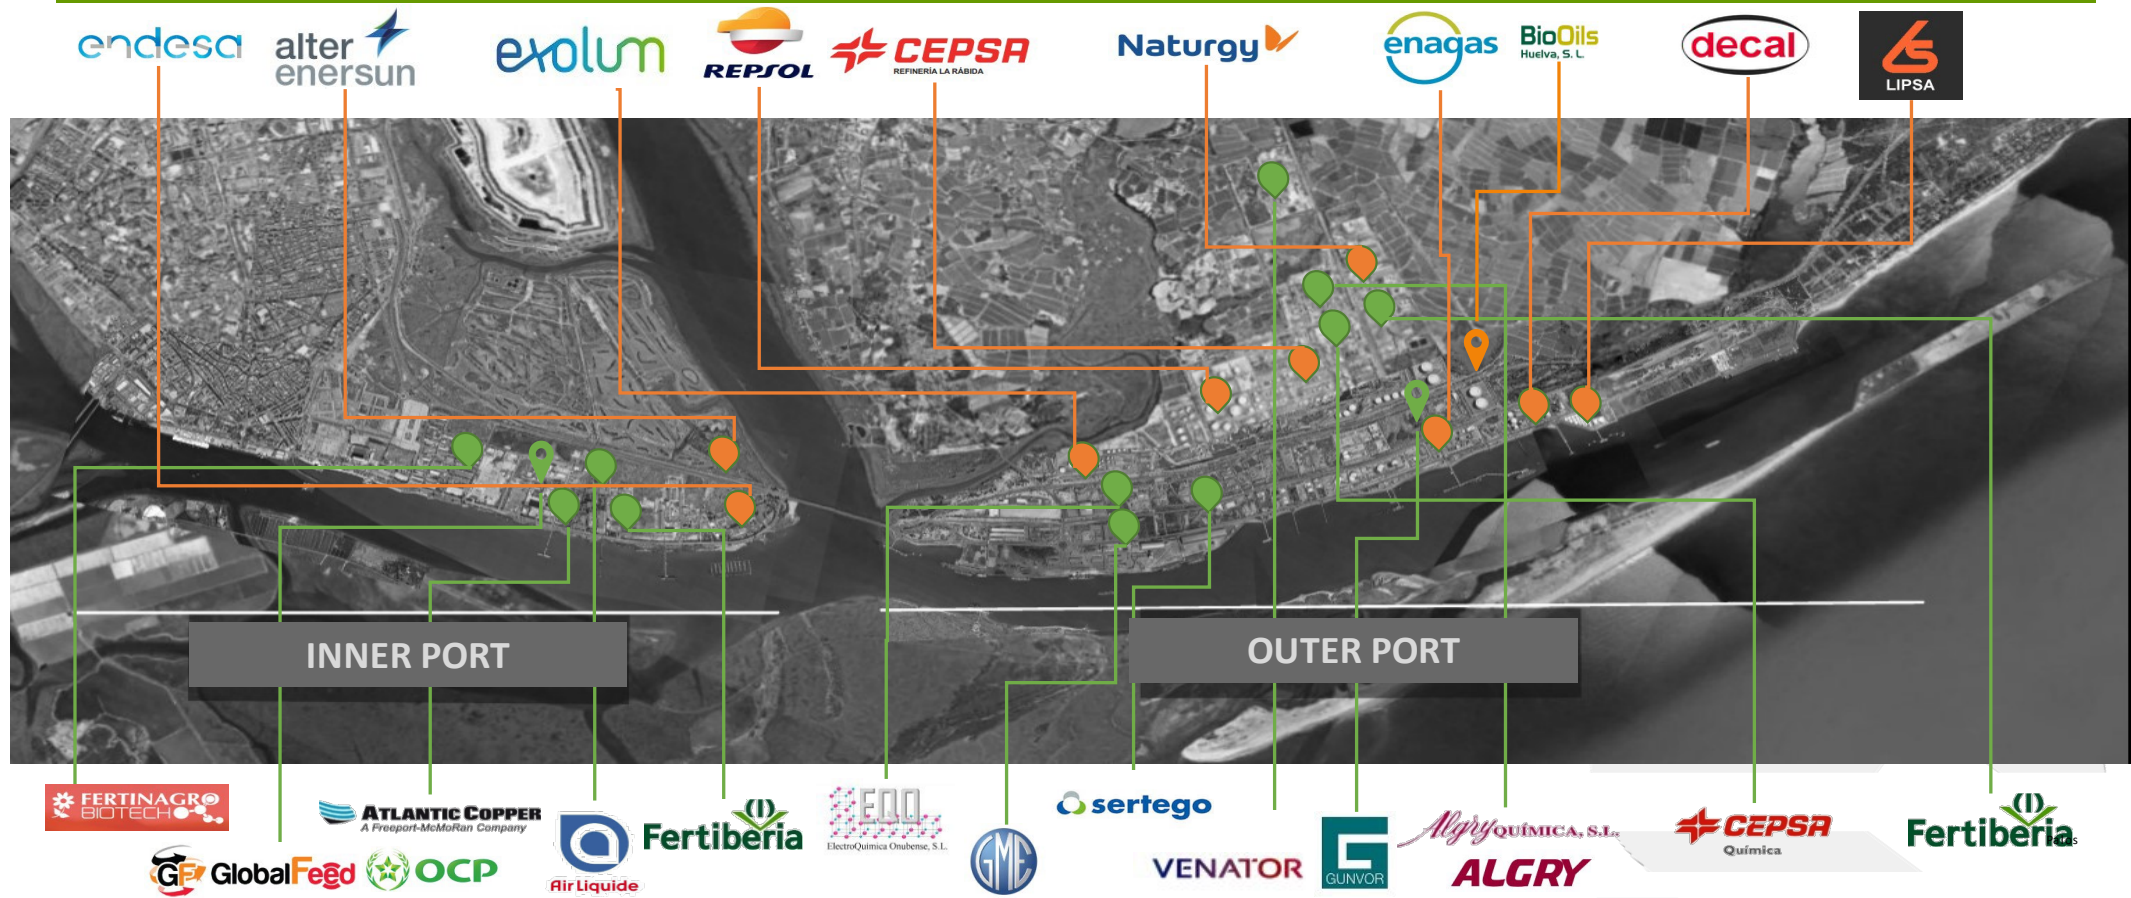 endesa
alter
enersun
exolum
REPSOL
CEPSA
REFINERÍA LA RÁBIDA
Naturgy
enagas
BioOils
Huelva, S. L.
decal
LIPSA
INNER PORT
OUTER PORT
FERTINAGRO
BIOTECH
GF GlobalFeed
ATLANTIC COPPER
A Freeport-McMoRan Company
OCP
Air Liquide
Fertiberia
EQO
ElectroQuímica Onubense, S.L.
GME
sertego
VENATOR
G
GUNVOR
Algry QUÍMICA, S.L.
ALGRY
CEPSA
Química
Fertiberia
Palos